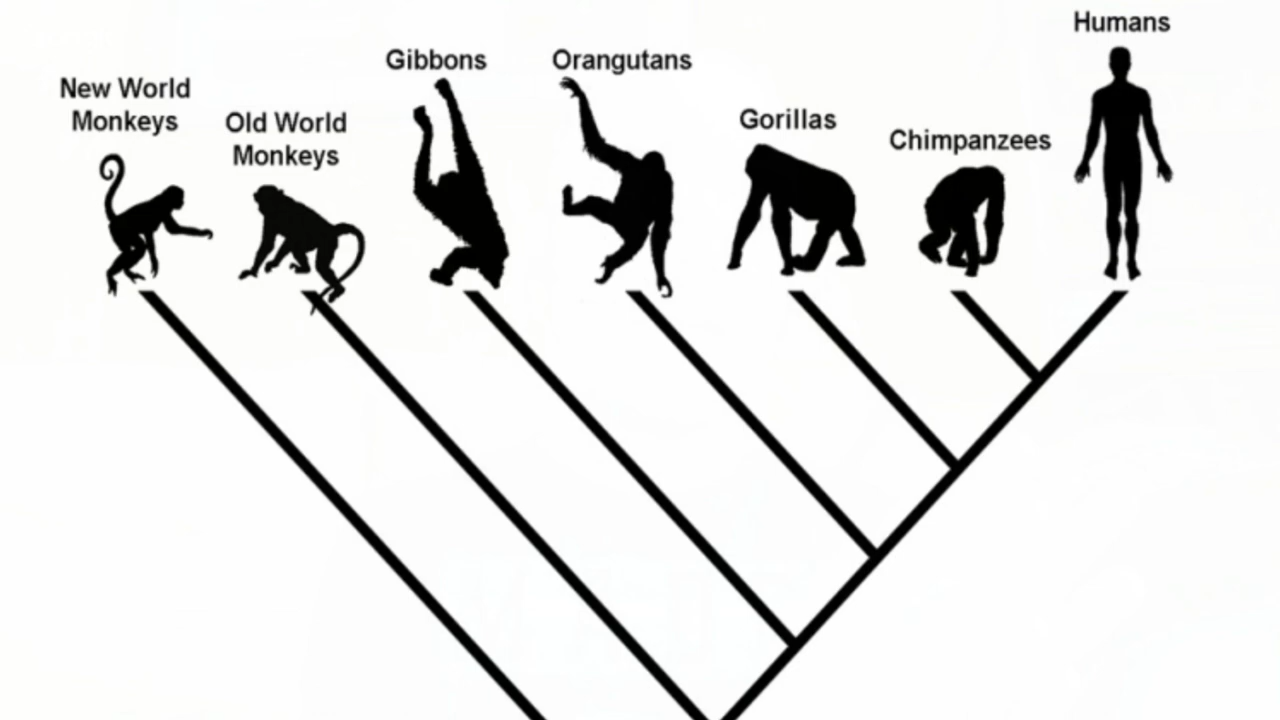 New World
Monkeys
Old World
Monkeys
Gibbons
Orangutans
Gorillas
Chimpanzees
Humans